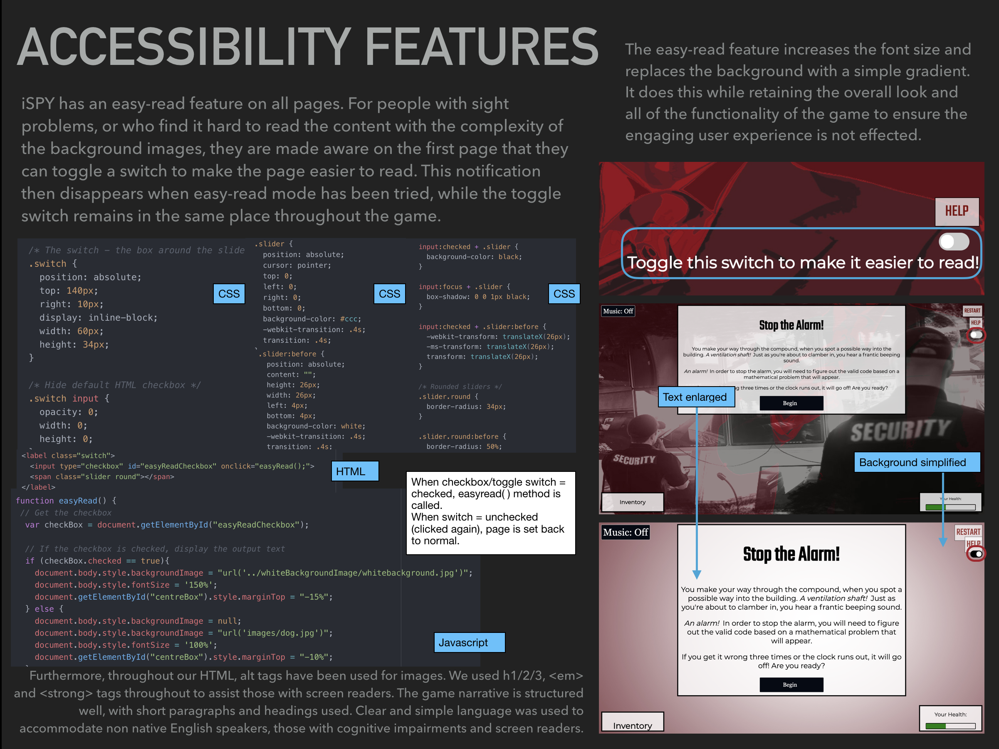 ACCESSIBILITY FEATURES
iSPY has an easy-read feature on all pages. For people with sight
problems, or who find it hard to read the content with the complexity of
the background images, they are made aware on the first page that they
can toggle a switch to make the page easier to read. This notification
then disappears when easy-read mode has been tried, while the toggle
switch remains in the same place throughout the game.
The easy-read feature increases the font size and
replaces the background with a simple gradient.
It does this while retaining the overall look and
all of the functionality of the game to ensure the
engaging user experience is not effected.
/* The switch - the box around the slide
.switch {
position: absolute;
top: 140px;
right: 10px;
display: inline-block;
width: 60px;
height: 34px;
}
/* Hide default HTML checkbox */
.switch input {
opacity: 0;
width: 0;
height: 0;
CSS
.slider {
position: absolute;
cursor: pointer;
top: 0;
left: 0;
right: 0;
bottom: 0;
background-color: #ccc;
-webkit-transition: .4s;
transition: .4s;
.slider:before {
position: absolute;
content: "";
height: 26px;
width: 26px;
left: 4px;
bottom: 4px;
background-color: white;
-webkit-transition: .4s;
transition: .4s;
CSS
input:checked + .slider {
background-color: black;
}
input:focus + .slider {
box-shadow: 0 0 1px black;
}
input:checked + .slider:before {
-webkit-transform: translateX(26px);
-ms-transform: translateX(26px);
transform: translateX(26px);
}
/* Rounded sliders */
.slider.round {
border-radius: 34px;
}
.slider.round:before {
border-radius: 50%;
CSS
<label class="switch">
<input type="checkbox" id="easyReadCheckbox" onclick="easyRead();">
<span class="slider round"></span>
</label>
HTML
When checkbox/toggle switch =
checked, easyread( ) method is
called.
When switch = unchecked
(clicked again), page is set back
to normal.
function easyRead() {
// Get the checkbox
var checkBox = document.getElementById("easyReadCheckbox");
// If the checkbox is checked, display the output text
if (checkBox.checked == true){
document.body.style.backgroundImage = "url('../whiteBackgroundImage/whitebackground.jpg')";
document.body.style.fontSize = '150%';
document.getElementById("centreBox").style.marginTop = "-15%";
} else {
document.body.style.backgroundImage = null;
document.body.style.backgroundImage = "url('images/dog.jpg')";
document.body.style.fontSize = '100%';
document.getElementById("centreBox").style.marginTop = "-10%";
Javascript
Furthermore, throughout our HTML, alt tags have been used for images. We used h1/2/3, <em>
and <strong> tags throughout to assist those with screen readers. The game narrative is structured
well, with short paragraphs and headings used. Clear and simple language was used to
accommodate non native English speakers, those with cognitive impairments and screen readers.
HELP
Toggle this switch to make it easier to read!
Music: Off
RESTART
HELP
Stop the Alarm!
You make your way through the compound, when you spot a possible way into the
building. A ventilation shaft! Just as you're about to clamber in, you hear a frantic beeping
sound.
An alarm! In order to stop the alarm, you will need to figure out the valid code based on a
mathematical problem that will appear.
three times or the clock runs out, it will go off! Are you ready?
Text enlarged
Begin
SECURITY
SECURITY
Background simplified
Inventory
Your Health:
Music: Off
RESTART
HELP
Stop the Alarm!
You make your way through the compound, when you spot a
possible way into the building. A ventilation shaft! Just as
you're about to clamber in, you hear a frantic beeping sound.
An alarm! In order to stop the alarm, you will need to figure
out the valid code based on a mathematical problem that
will appear.
If you get it wrong three times or the clock runs out, it will go
off! Are you ready?
Begin
Inventory
Your Health: